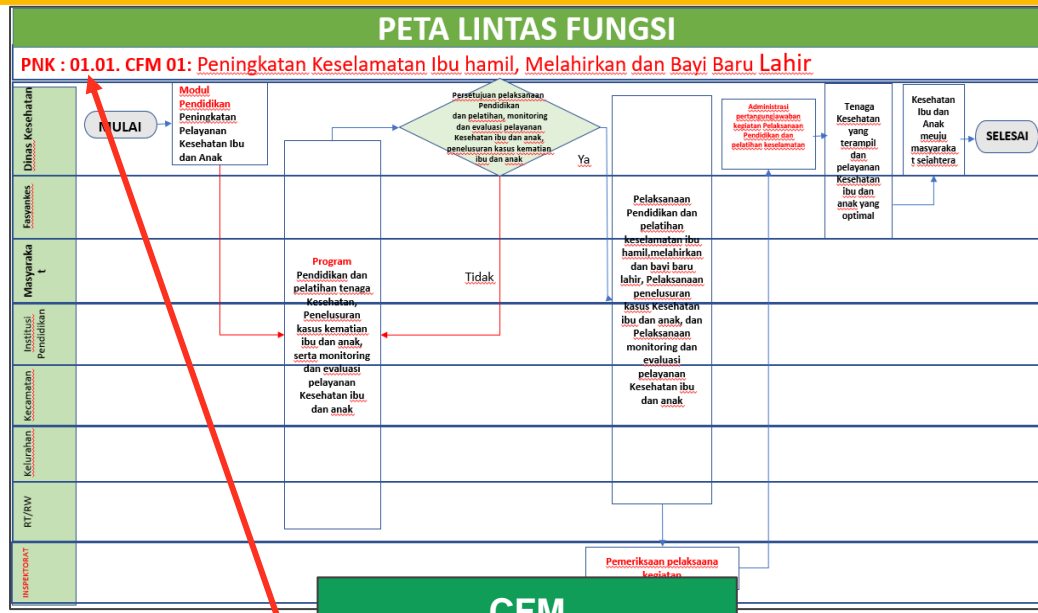 PETA LINTAS FUNGSI
PNK : 01.01. CFM 01: Peningkatan Keselamatan Ibu hamil, Melahirkan dan Bayi Baru Lahir
Dinas Kesehatan
MULAI
Modul
Pendidikan
Peningkatan
Pelayanan
Kesehatan Ibu
dan Anak
Persetujuan pelaksanaan
Pendidikan
dan pelatihan, monitoring
dan evaluasi pelayanan
Kesehatan ibu dan anak,
penelusuran kasus kematian
ibu dan anak
Ya
Tidak
Administrasi
pertangungjawaban
kegiatan Pelaksanaan
Pendidikan dan
pelatihan keselamatan
Tenaga
Kesehatan
yang
terampil
dan
pelayanan
Kesehatan
ibu dan
anak yang
optimal
Kesehatan
Ibu dan
Anak
meuju
masyaraka
t sejahtera
SELESAI
Fasyankes
Masyaraka
t
Institusi
Pendidikan
Kecamatan
Kelurahan
RT/RW
INSPEKTORAT
Program
Pendidikan dan
pelatihan tenaga
Kesehatan,
Penelusuran
kasus kematian
ibu dan anak,
serta monitoring
dan evaluasi
pelayanan
Kesehatan ibu
dan anak
Pelaksanaan
Pendidikan dan
pelatihan
keselamatan ibu
hamil,melahirkan
dan bayi baru
lahir, Pelaksanaan
penelusuran
kasus Kesehatan
ibu dan anak, dan
Pelaksanaan
monitoring dan
evaluasi
pelayanan
Kesehatan ibu
dan anak
Pemeriksaan pelaksaana
kegiatan
CFM